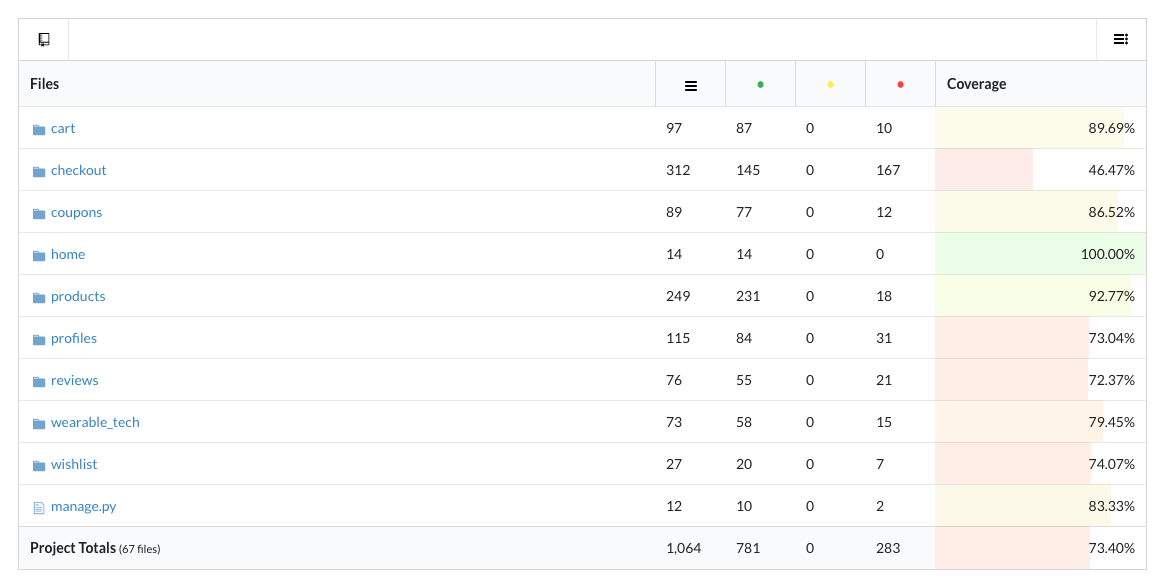 Files Coverage
cart 97 87 0 10 89.69%
checkout 312 145 0 167 46.47%
coupons 89 77 0 12 86.52%
home 14 14 0 0 100.00%
products 249 231 0 18 92.77%
profiles 115 84 0 31 73.04%
reviews 76 55 0 21 72.37%
wearable_tech 73 58 0 15 79.45%
wishlist 27 20 0 7 74.07%
manage.py 12 10 0 2 83.33%
Project Totals (67 files) 1,064 781 0 283 73.40%